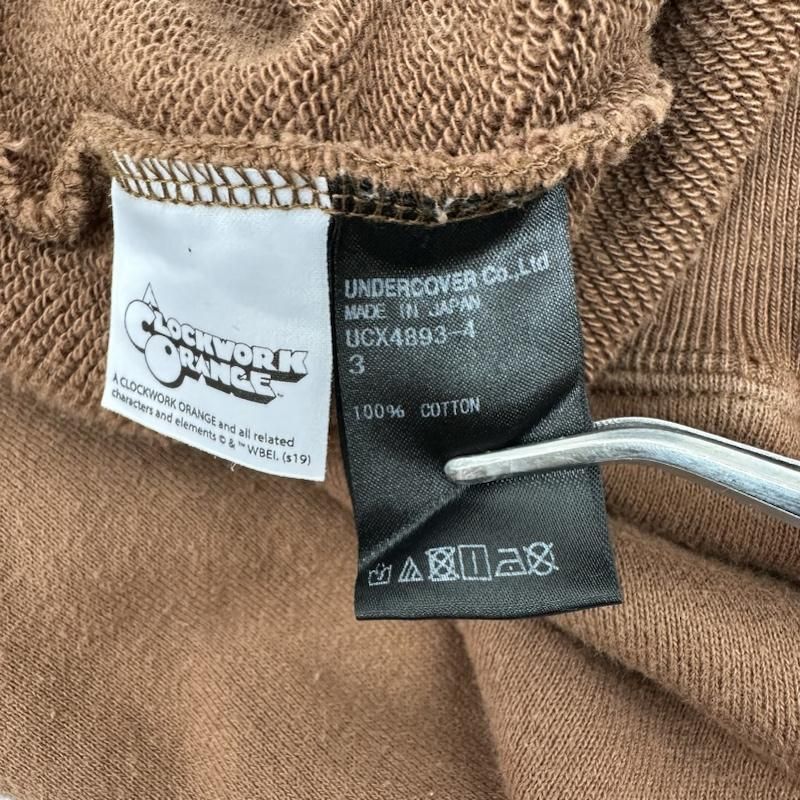 A
CLOCKWORK
ORANGE™
A CLOCKWORK ORANGE and all related
characters and elements © & ™ WBEI. (s19)
UNDERCOVER Co.,Ltd.
MADE IN JAPAN
UCX4893-4
3
100% COTTON